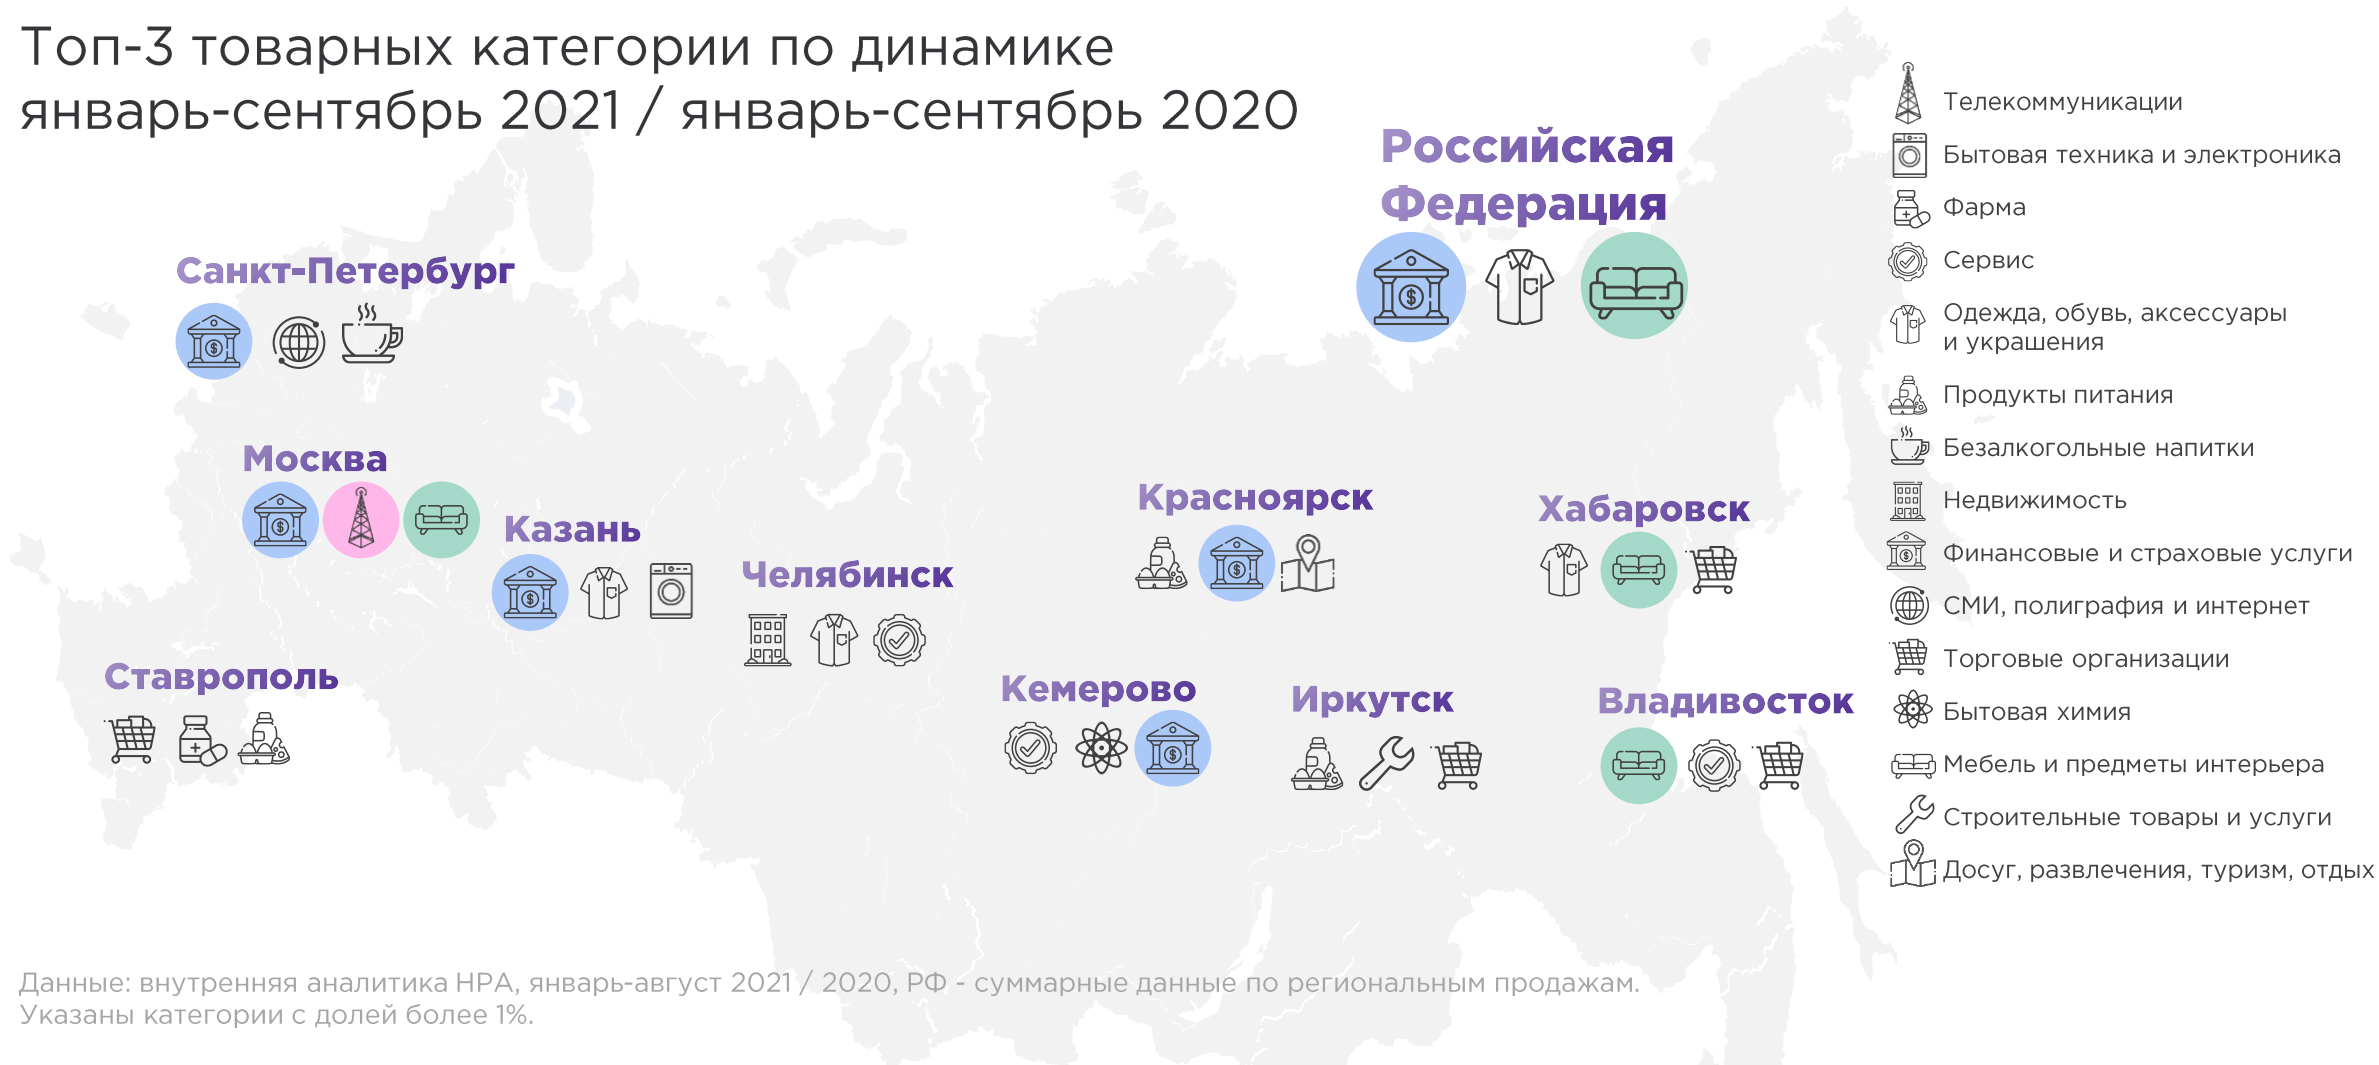 Топ-3 товарных категории по динамике
январь-сентябрь 2021 / январь-сентябрь 2020
Российская
Федерация
Санкт-Петербург
Москва
Казань
Челябинск
Красноярск
Хабаровск
Ставрополь
Кемерово
Иркутск
Владивосток
Телекоммуникации
Бытовая техника и электроника
Фарма
Сервис
Одежда, обувь, аксессуары
и украшения
Продукты питания
Безалкогольные напитки
Недвижимость
Финансовые и страховые услуги
СМИ, полиграфия и интернет
Торговые организации
Бытовая химия
Мебель и предметы интерьера
Строительные товары и услуги
Досуг, развлечения, туризм, отдых
Данные: внутренняя аналитика НРА, январь-август 2021 / 2020, РФ - суммарные данные по региональным продажам.
Указаны категории с долей более 1%.